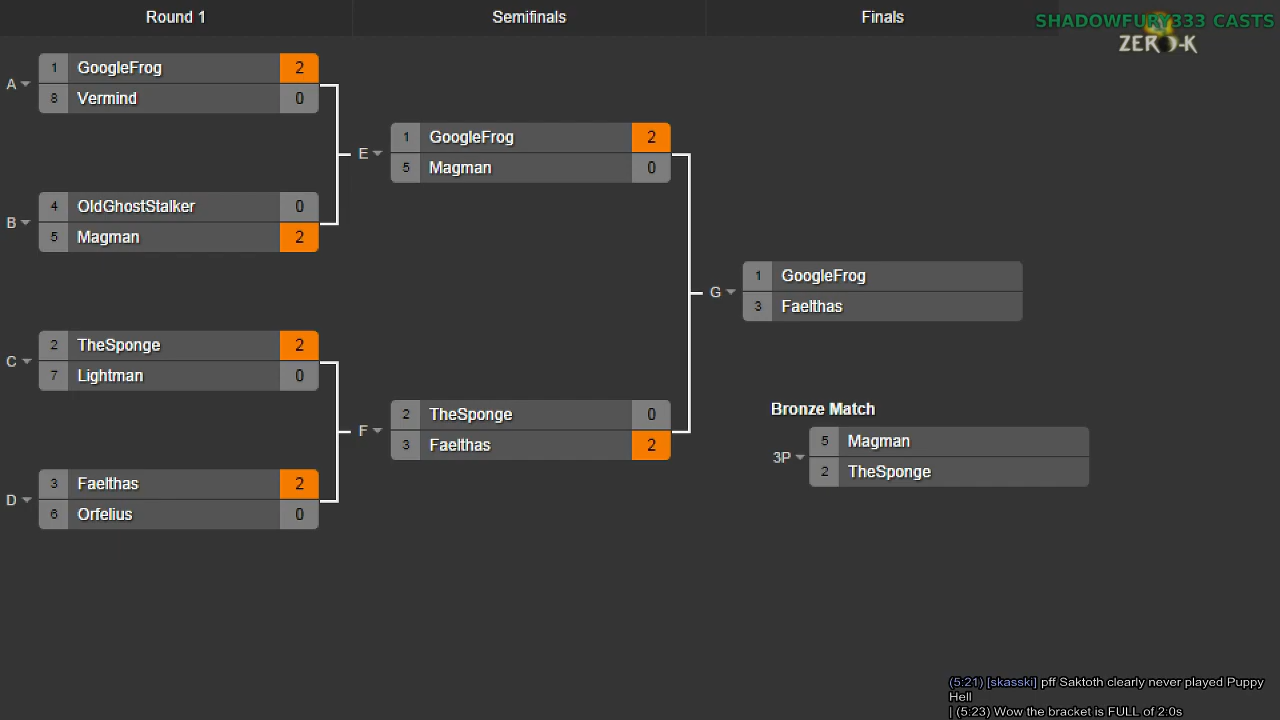 Round 1
Semifinals
Finals
SHADOWFURY333 CASTS
ZERO-K
A
1 GoogleFrog 2
8 Vermind 0
B
4 OldGhostStalker 0
5 Magman 2
C
2 TheSponge 2
7 Lightman 0
D
3 Faelthas 2
6 Orfelius 0
E
1 GoogleFrog 2
5 Magman 0
F
2 TheSponge 0
3 Faelthas 2
G
1 GoogleFrog
3 Faelthas
Bronze Match
3P
5 Magman
2 TheSponge
(5:21) [skasski] pff Saktoth clearly never played Puppy
Hell
| (5:23) Wow the bracket is FULL of 2:0s